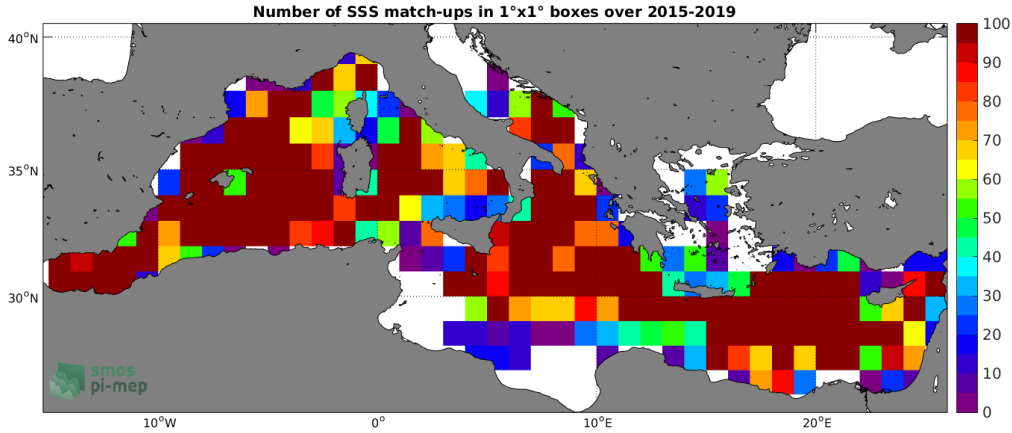 Number of SSS match-ups in 1°x1° boxes over 2015-2019
40°N
35°N
30°N
10°W
0°
10°E
20°E
100
90
80
70
60
50
40
30
20
10
0
smos
pi-mep